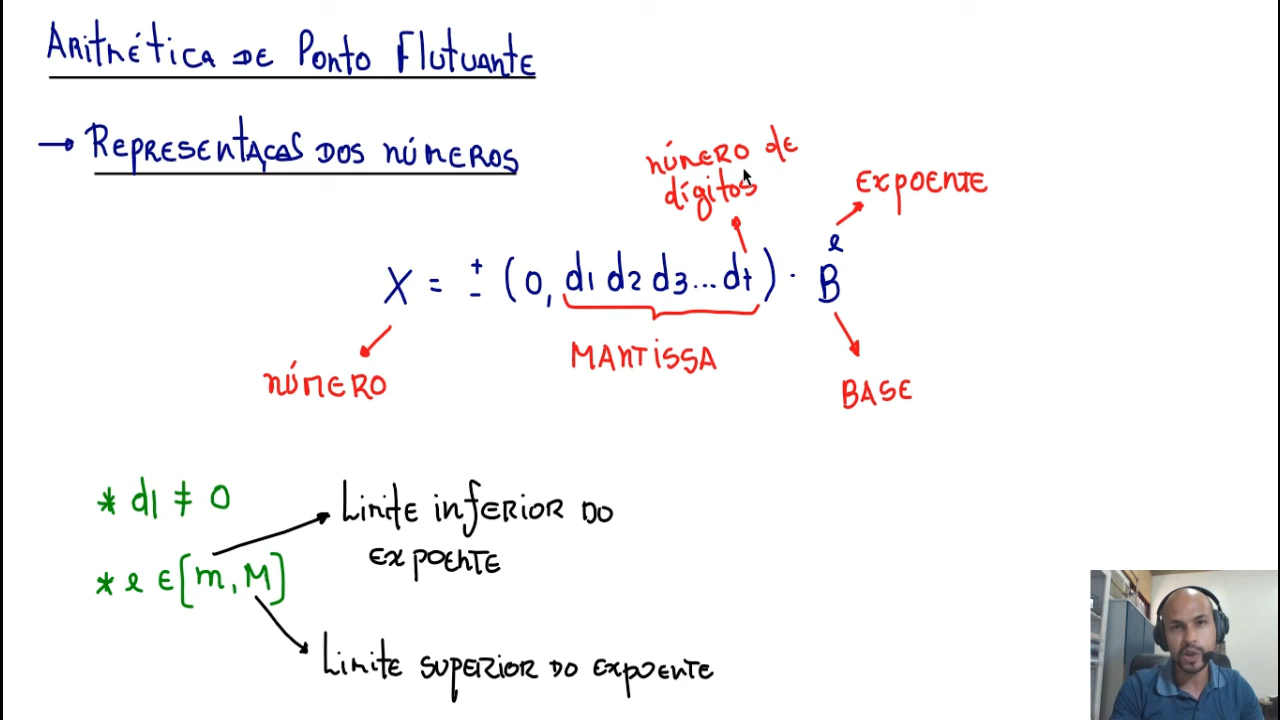 Aritmética de Ponto Flutuante
→ Representaçoes dos números
número de
dígitos
expoente
X = ± (0, d1 d2 d3 ... dt) · B^e
MANTISSA
número
BASE
* d1 ≠ 0
Limite inferior do
expoente
* e ∈ [m, M]
Limite superior do expoente